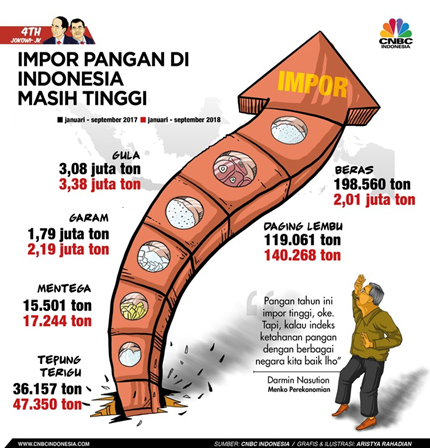 4TH
JOKOWI-JK
CNBC
INDONESIA
IMPOR PANGAN DI
INDONESIA
MASIH TINGGI
januari - september 2017 januari - september 2018
IMPOR
GULA
3,08 juta ton
3,38 juta ton
BERAS
198.560 ton
2,01 juta ton
GARAM
1,79 juta ton
2,19 juta ton
DAGING LEMBU
119.061 ton
140.268 ton
MENTEGA
15.501 ton
17.244 ton
TEPUNG
TERIGU
36.157 ton
47.350 ton
Pangan tahun ini
impor tinggi, oke.
Tapi, kalau indeks
ketahanan pangan
dengan berbagai
negara kita baik lho"
Darmin Nasution
Menko Perekonomian
WWW.CNBCINDONESIA.COM
SUMBER: CNBC INDONESIA / GRAFIS & ILUSTRASI: ARISTYA RAHADIAN